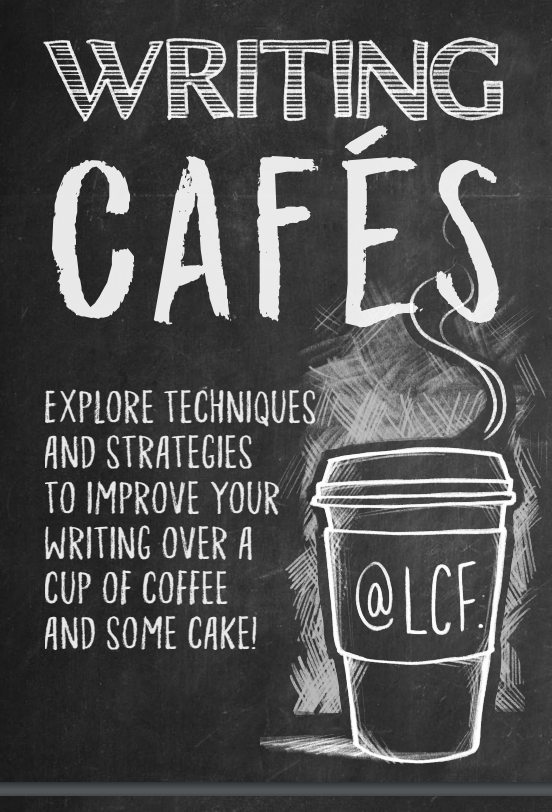 WRITING
CAFÉS
EXPLORE TECHNIQUES
AND STRATEGIES
TO IMPROVE YOUR
WRITING OVER A
CUP OF COFFEE
AND SOME CAKE!
@LCF.